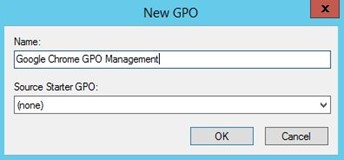 New GPO
Name:
Google Chrome GPO Management
Source Starter GPO:
(none)
OK Cancel